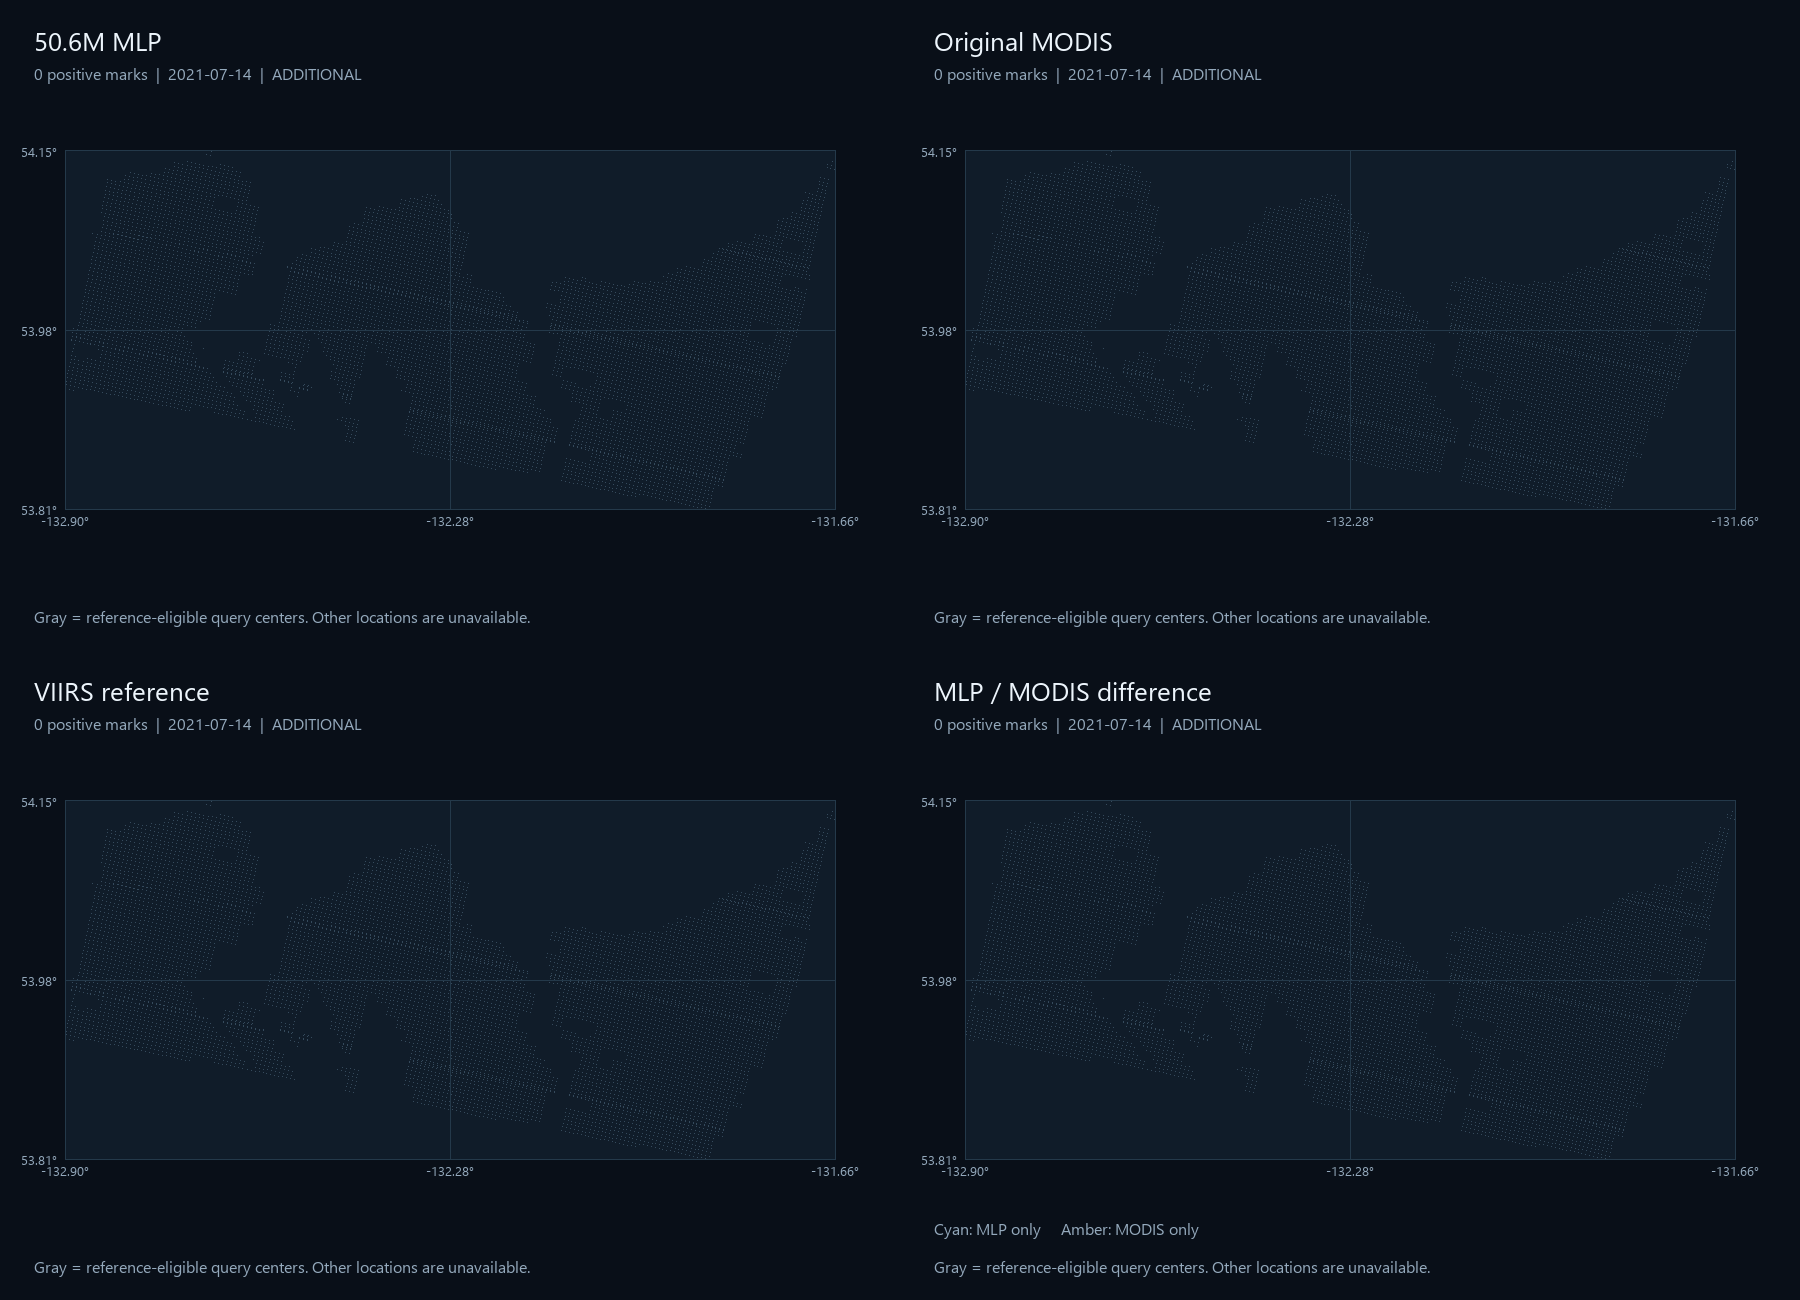 50.6M MLP
0 positive marks | 2021-07-14 | ADDITIONAL
54.15°
53.98°
53.81°
-132.90°
-132.28°
-131.66°
Gray = reference-eligible query centers. Other locations are unavailable.
Original MODIS
0 positive marks | 2021-07-14 | ADDITIONAL
54.15°
53.98°
53.81°
-132.90°
-132.28°
-131.66°
Gray = reference-eligible query centers. Other locations are unavailable.
VIIRS reference
0 positive marks | 2021-07-14 | ADDITIONAL
54.15°
53.98°
53.81°
-132.90°
-132.28°
-131.66°
Gray = reference-eligible query centers. Other locations are unavailable.
MLP / MODIS difference
0 positive marks | 2021-07-14 | ADDITIONAL
54.15°
53.98°
53.81°
-132.90°
-132.28°
-131.66°
Cyan: MLP only Amber: MODIS only
Gray = reference-eligible query centers. Other locations are unavailable.